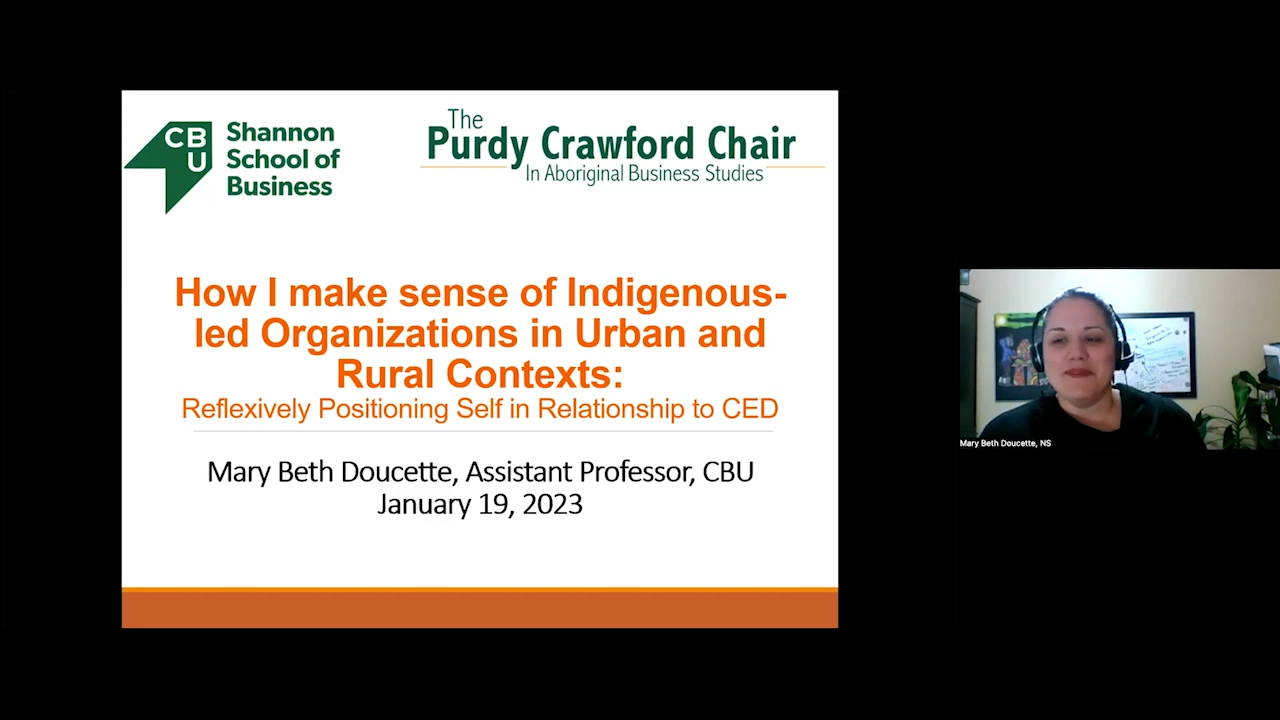 CB
U
Shannon
School of
Business
The
Purdy Crawford Chair
In Aboriginal Business Studies
How I make sense of Indigenous-
led Organizations in Urban and
Rural Contexts:
Reflexively Positioning Self in Relationship to CED
Mary Beth Doucette, Assistant Professor, CBU
January 19, 2023
Mary Beth Doucette, NS